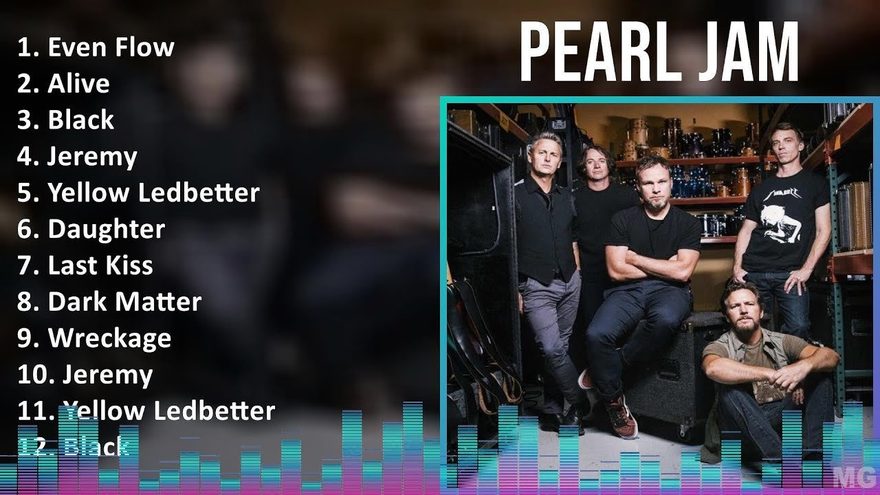 PEARL JAM
1. Even Flow
2. Alive
3. Black
4. Jeremy
5. Yellow Ledbetter
6. Daughter
7. Last Kiss
8. Dark Matter
9. Wreckage
10. Jeremy
11. Yellow Ledbetter
12. Black
MG